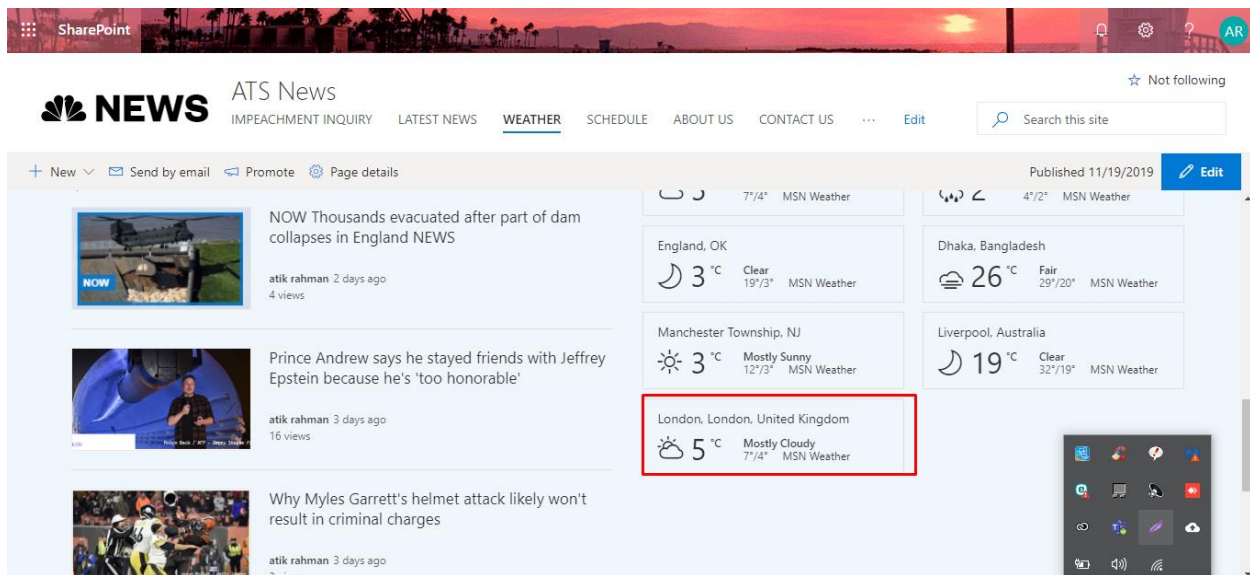 SharePoint
AR
NEWS
ATS News
Not following
IMPEACHMENT INQUIRY LATEST NEWS WEATHER SCHEDULE ABOUT US CONTACT US ... Edit
Search this site
+ New Send by email Promote Page details
Published 11/19/2019 Edit
NOW Thousands evacuated after part of dam
collapses in England NEWS
atik rahman 2 days ago
4 views
NOW
Prince Andrew says he stayed friends with Jeffrey
Epstein because he's 'too honorable'
atik rahman 3 days ago
16 views
Why Myles Garrett's helmet attack likely won't
result in criminal charges
atik rahman 3 days ago
7°/4° MSN Weather
England, OK
3 °C Clear
19°/3° MSN Weather
Manchester Township, NJ
3 °C Mostly Sunny
12°/3° MSN Weather
London, London, United Kingdom
5 °C Mostly Cloudy
7°/4° MSN Weather
4°/2° MSN Weather
Dhaka, Bangladesh
26 °C Fair
29°/20° MSN Weather
Liverpool, Australia
19 °C Clear
32°/19° MSN Weather